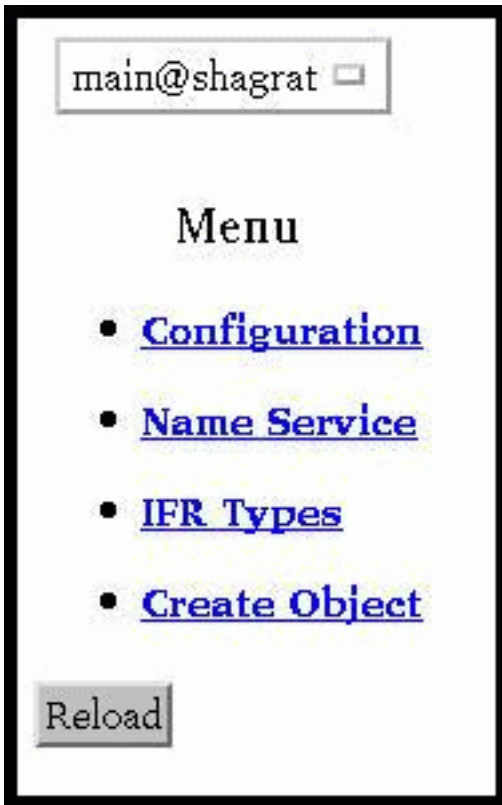 main@shagrat
Menu
Configuration
Name Service
IFR Types
Create Object
Reload